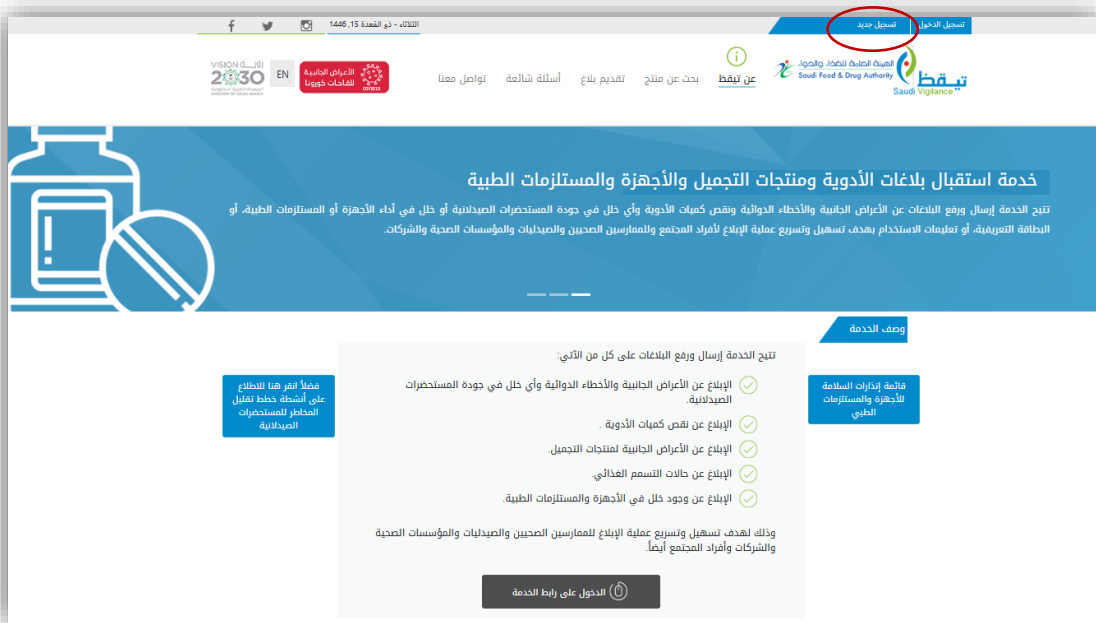 تسجيل الدخول
تسجيل جديد
الثلاثاء - ذو القعدة 15, 1446
تيقظ
Saudi Vigilance
الهيئة العامة للغذاء والدواء
Saudi Food & Drug Authority
عن تيقظ
بحث عن منتج
تقديم بلاغ
أسئلة شائعة
تواصل معنا
الأعراض الجانبية
للقاحات كورونا
COVID19
EN
VISION رؤيــة
2030
المملكة العربية السعودية
KINGDOM OF SAUDI ARABIA
خدمة استقبال بلاغات الأدوية ومنتجات التجميل والأجهزة والمستلزمات الطبية
تتيح الخدمة إرسال ورفع البلاغات عن الأعراض الجانبية والأخطاء الدوائية ونقص كميات الأدوية وأي خلل في جودة المستحضرات الصيدلانية أو خلل في أداء الأجهزة أو المستلزمات الطبية، أو
البطاقة التعريفية، أو تعليمات الاستخدام بهدف تسهيل وتسريع عملية الإبلاغ لأفراد المجتمع وللممارسين الصحيين والصيدليات والمؤسسات الصحية والشركات.
وصف الخدمة
قائمة إنذارات السلامة
للأجهزة والمستلزمات
الطبي
تتيح الخدمة إرسال ورفع البلاغات على كل من الآتي:
الإبلاغ عن الأعراض الجانبية والأخطاء الدوائية وأي خلل في جودة المستحضرات
الصيدلانية.
الإبلاغ عن نقص كميات الأدوية .
الإبلاغ عن الأعراض الجانبية لمنتجات التجميل.
الإبلاغ عن حالات التسمم الغذائي.
الإبلاغ عن وجود خلل في الأجهزة والمستلزمات الطبية.
وذلك لهدف تسهيل وتسريع عملية الإبلاغ للممارسين الصحيين والصيدليات والمؤسسات الصحية
والشركات وأفراد المجتمع أيضاً.
الدخول على رابط الخدمة
فضلاً انقر هنا للاطلاع
على أنشطة خطط تقليل
المخاطر للمستحضرات
الصيدلانية